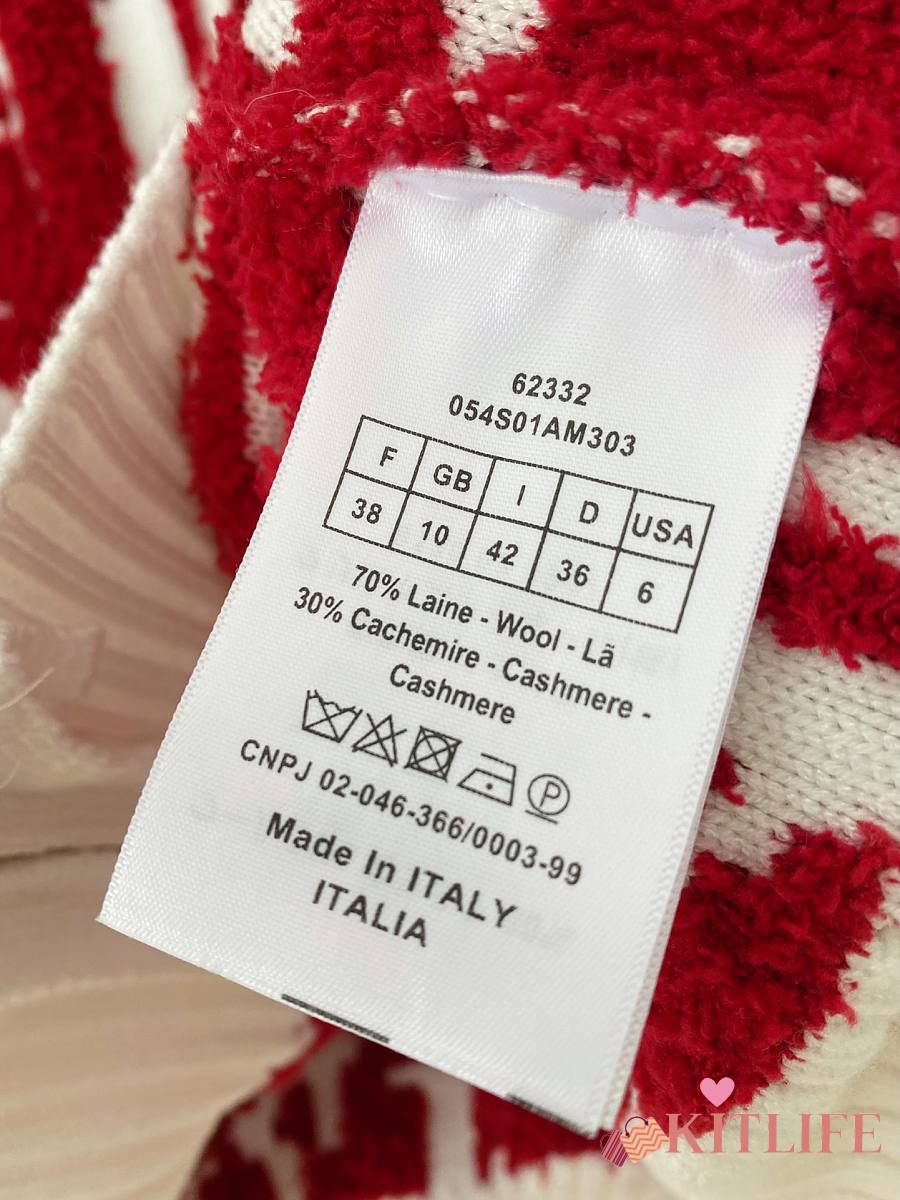 62332
054S01AM303
F GB I D USA
38 10 42 36 6
70% Laine - Wool - Lã
30% Cachemire - Cashmere -
Cashmere
P
CNPJ 02-046-366/0003-99
Made In ITALY
ITALIA
KITLIFE